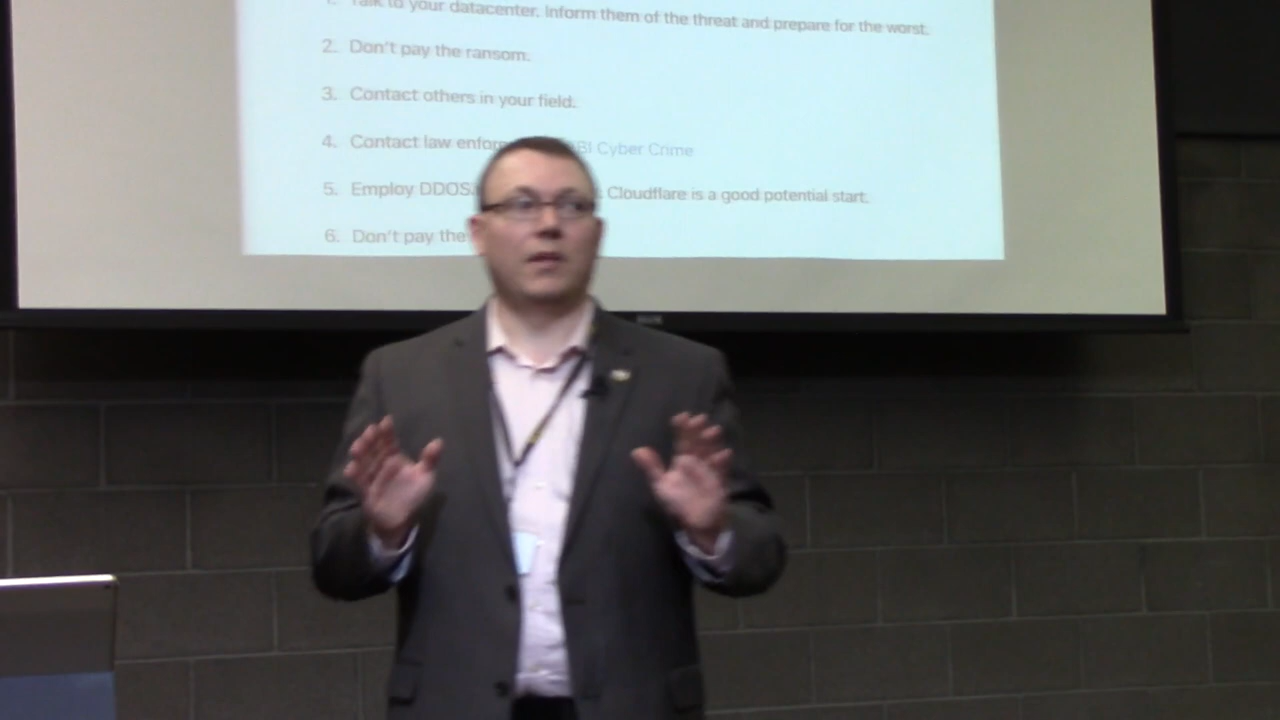 1. Talk to your datacenter. Inform them of the threat and prepare for the worst.
2. Don't pay the ransom.
3. Contact others in your field.
4. Contact law enfor BI Cyber Crime
5. Employ DDOS Cloudflare is a good potential start.
6. Don't pay the